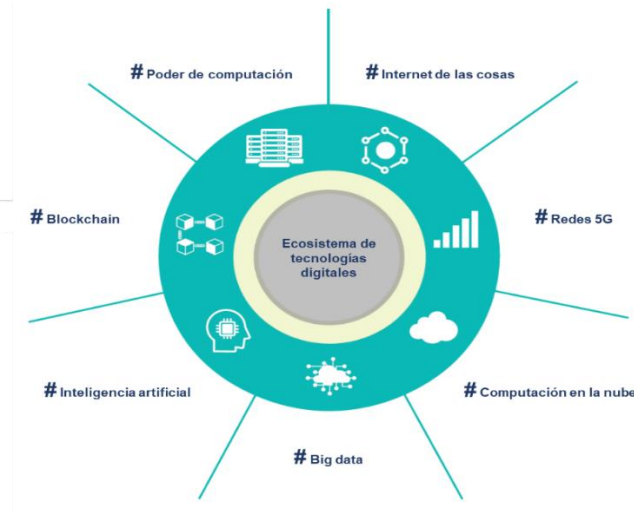 # Poder de computación
# Internet de las cosas
# Blockchain
# Redes 5G
Ecosistema de
tecnologías
digitales
# Inteligencia artificial
# Computación en la nube
# Big data